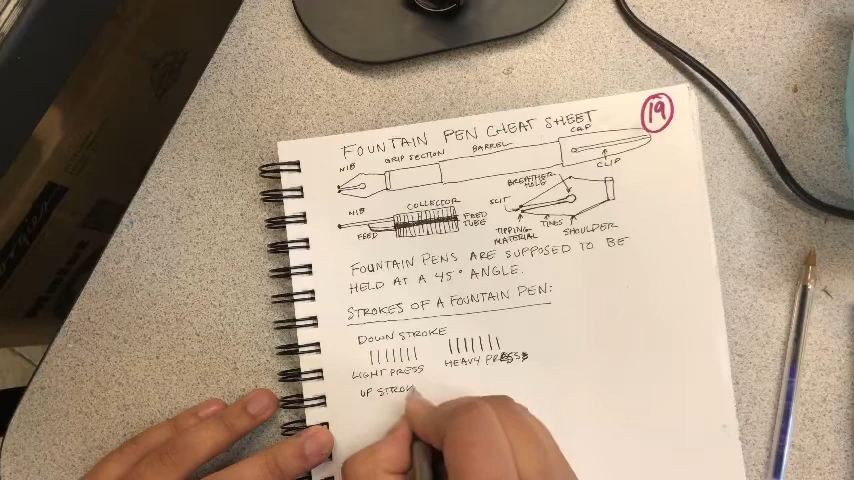 19
FOUNTAIN PEN CHEAT SHEET
NIB
GRIP SECTION
BARREL
CAP
CLIP
NIB
COLLECTOR
FEED
FEED
TUBE
BREATHER
HOLE
SLIT
TIPPING
MATERIAL
TINES
SHOULDER
FOUNTAIN PENS ARE SUPPOSED TO BE
HELD AT A 45° ANGLE.
STROKES OF A FOUNTAIN PEN:
DOWN STROKE
LIGHT PRESS
HEAVY PRESS
UP STROK